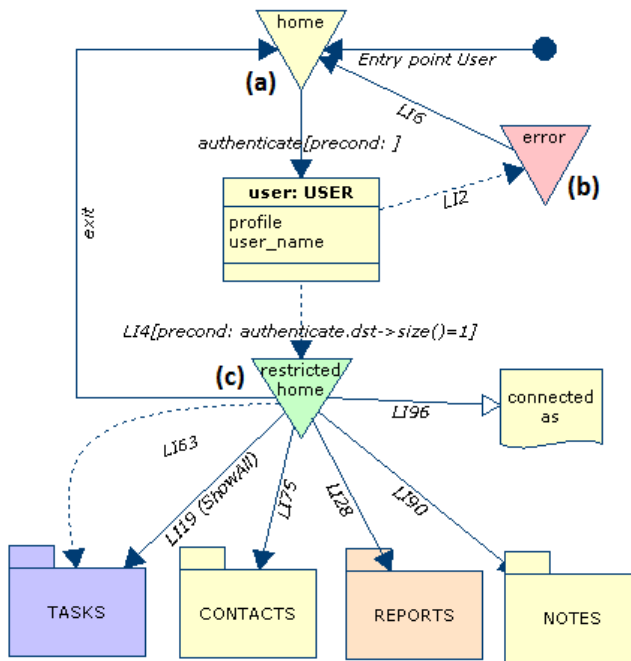 home
Entry point User
(a)
LI6
error
authenticate[precond: ]
(b)
user: USER
profile
user_name
LI2
exit
LI4[precond: authenticate.dst->size()=1]
(c)
restricted
home
connected
as
LI96
LI63
LI19 (ShowAll)
LI75
LI28
LI90
TASKS
CONTACTS
REPORTS
NOTES